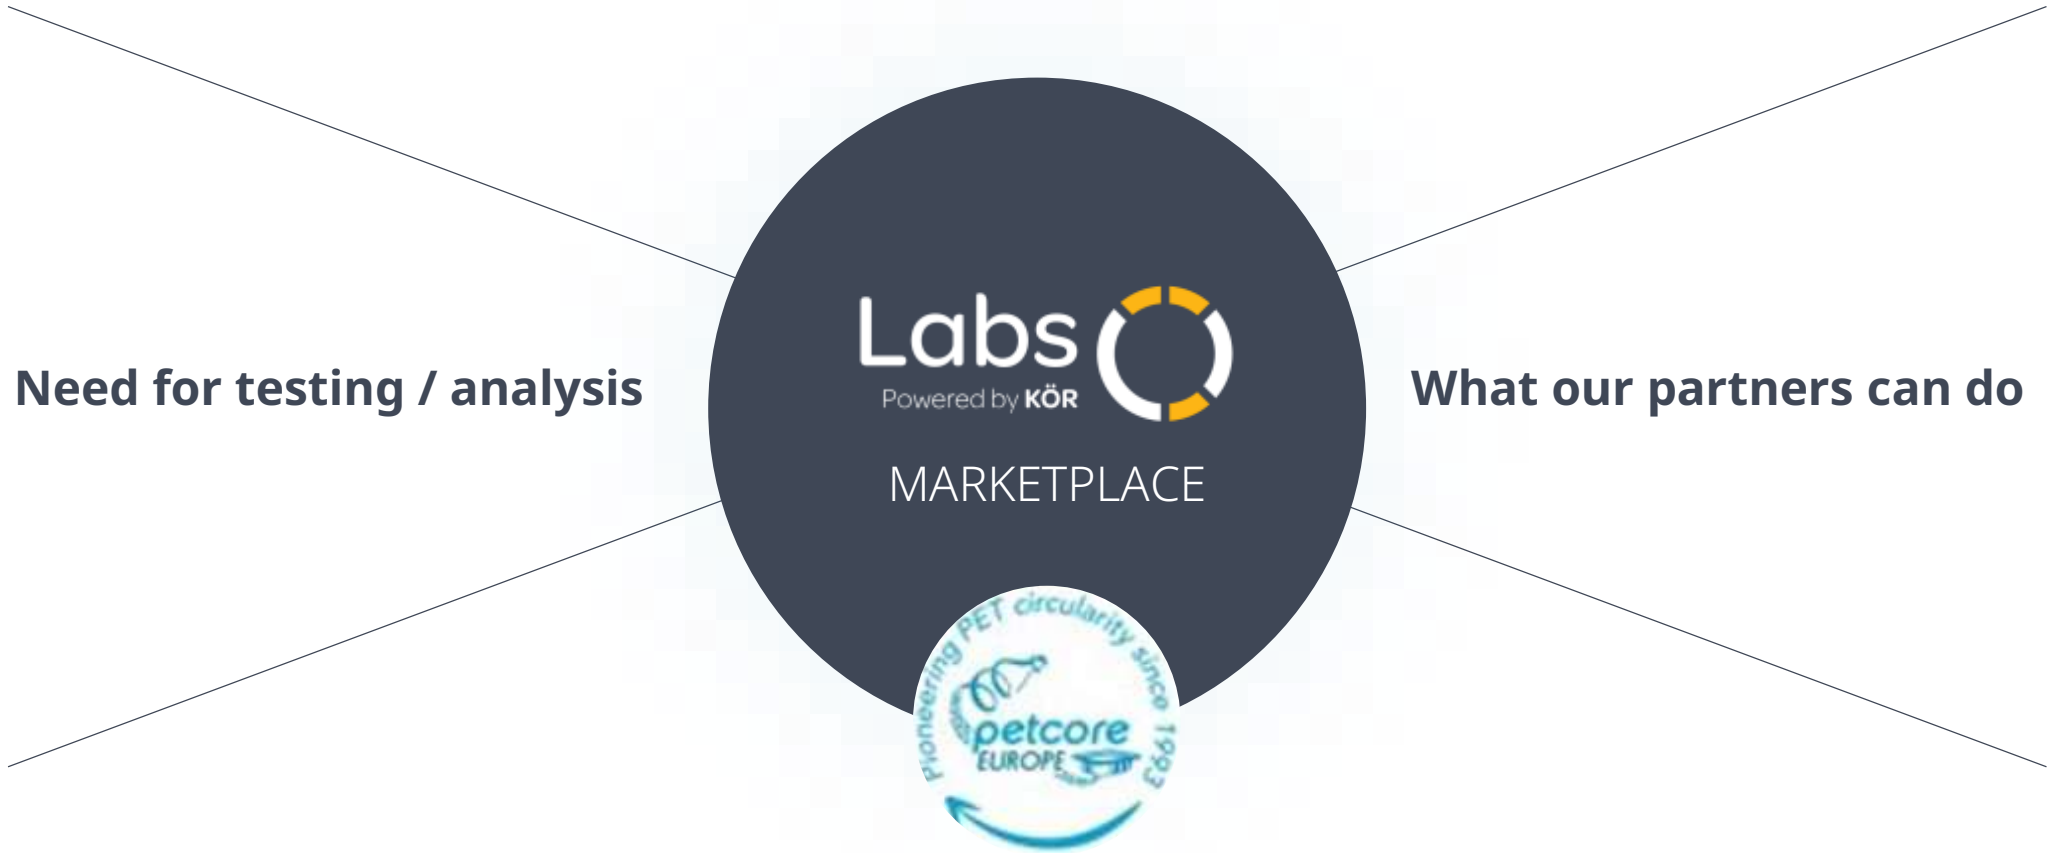 Need for testing / analysis
Labs
Powered by KÖR
MARKETPLACE
What our partners can do
Pioneering PET circularity since 1993
petcore
EUROPE